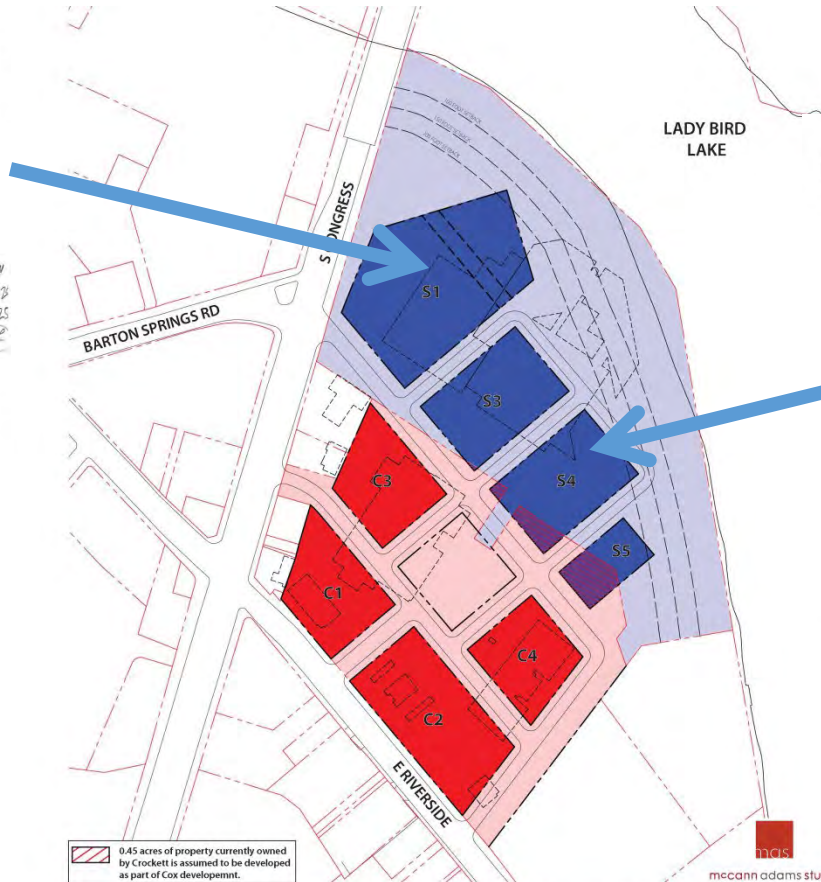 LADY BIRD
LAKE
S CONGRESS
BARTON SPRINGS RD
S1
S3
S4
C3
S5
C1
C4
C2
E RIVERSIDE
0.45 acres of property currently owned
by Crockett is assumed to be developed
as part of Cox developemnt.
mas
mccann adams stu